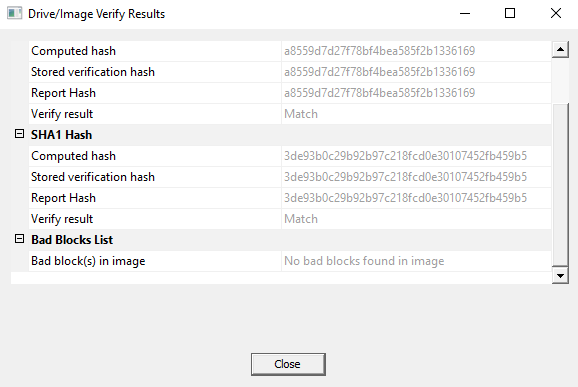 Drive/Image Verify Results
Computed hash a8559d7d27f78bf4bea585f2b1336169
Stored verification hash a8559d7d27f78bf4bea585f2b1336169
Report Hash a8559d7d27f78bf4bea585f2b1336169
Verify result Match
SHA1 Hash
Computed hash 3de93b0c29b92b97c218fcd0e30107452fb459b5
Stored verification hash 3de93b0c29b92b97c218fcd0e30107452fb459b5
Report Hash 3de93b0c29b92b97c218fcd0e30107452fb459b5
Verify result Match
Bad Blocks List
Bad block(s) in image No bad blocks found in image
Close